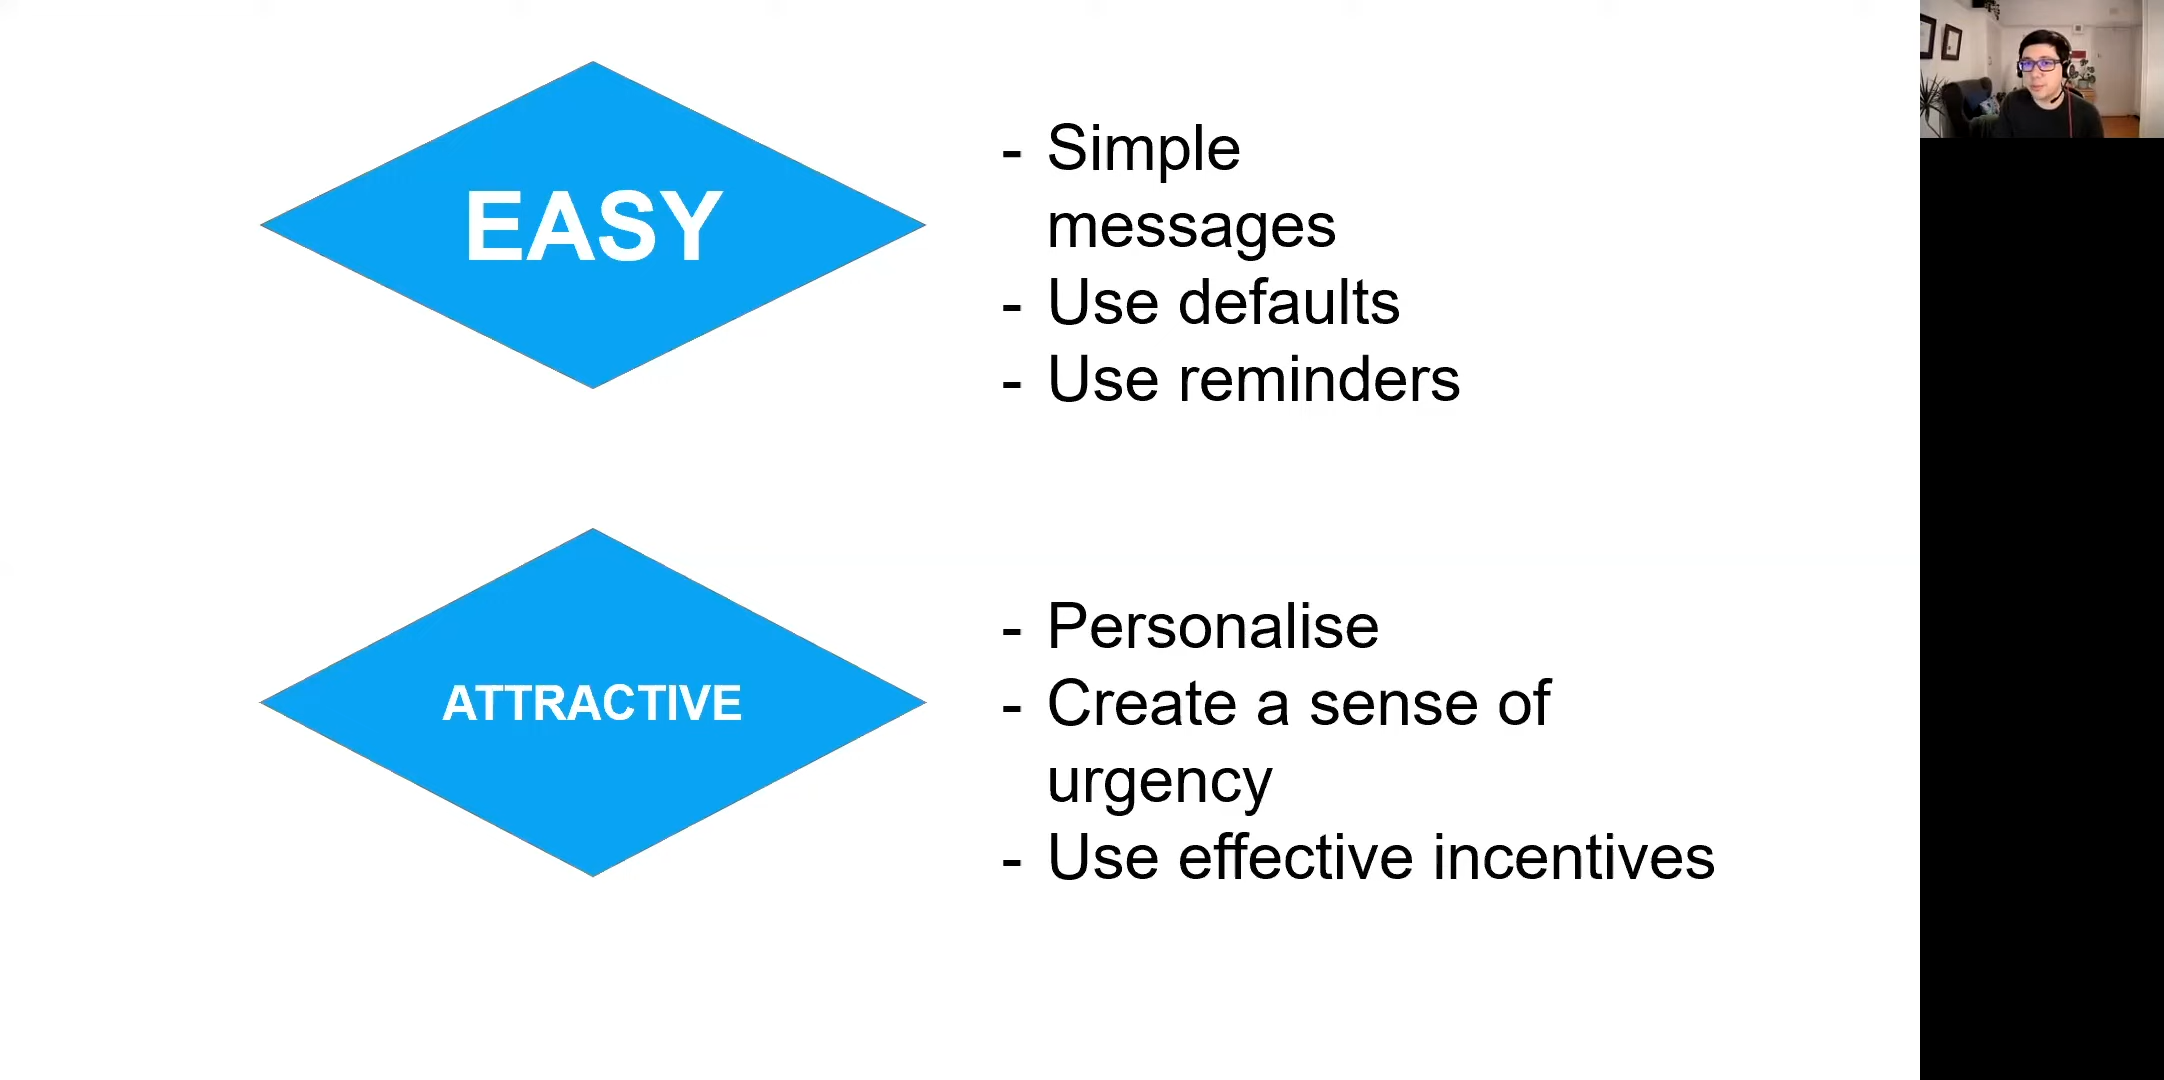 EASY
- Simple
messages
- Use defaults
- Use reminders
ATTRACTIVE
- Personalise
- Create a sense of
urgency
- Use effective incentives